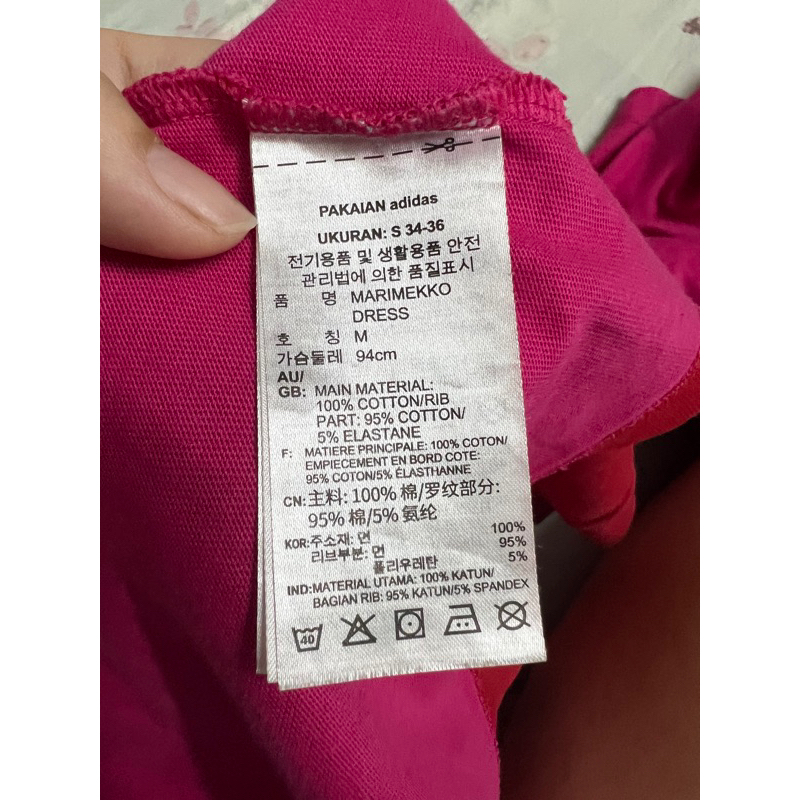 PAKAIAN adidas
UKURAN: S 34-36
전기용품 및 생활용품 안전
관리법에 의한 품질표시
품 명 MARIMEKKO
DRESS
호 칭 M
가슴둘레 94cm
AU/
GB: MAIN MATERIAL:
100% COTTON/RIB
PART: 95% COTTON/
5% ELASTANE
F: MATIERE PRINCIPALE: 100% COTON/
EMPIECEMENT EN BORD COTE:
95% COTON/5% ÉLASTHANNE
CN:主料: 100% 棉/罗纹部分:
95% 棉/5% 氨纶
KOR:주소재: 면 100%
리브부분: 면 95%
폴리우레탄 5%
IND:MATERIAL UTAMA: 100% KATUN/
BAGIAN RIB: 95% KATUN/5% SPANDEX
40